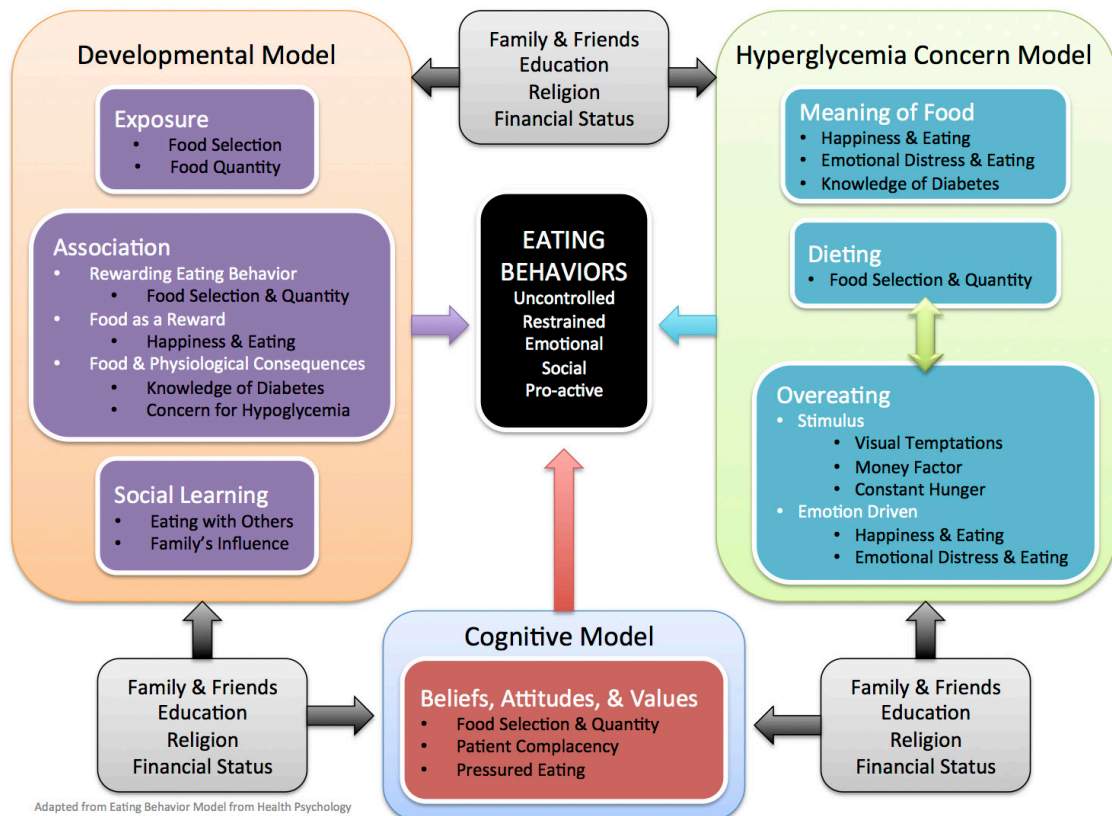 Developmental Model
Exposure
• Food Selection
• Food Quantity
Association
• Rewarding Eating Behavior
• Food Selection & Quantity
• Food as a Reward
• Happiness & Eating
• Food & Physiological Consequences
• Knowledge of Diabetes
• Concern for Hypoglycemia
Social Learning
• Eating with Others
• Family's Influence
Family & Friends
Education
Religion
Financial Status
EATING
BEHAVIORS
Uncontrolled
Restrained
Emotional
Social
Pro-active
Hyperglycemia Concern Model
Meaning of Food
• Happiness & Eating
• Emotional Distress & Eating
• Knowledge of Diabetes
Dieting
• Food Selection & Quantity
Overeating
• Stimulus
• Visual Temptations
• Money Factor
• Constant Hunger
• Emotion Driven
• Happiness & Eating
• Emotional Distress & Eating
Family & Friends
Education
Religion
Financial Status
Cognitive Model
Beliefs, Attitudes, & Values
• Food Selection & Quantity
• Patient Complacency
• Pressured Eating
Family & Friends
Education
Religion
Financial Status
Adapted from Eating Behavior Model from Health Psychology